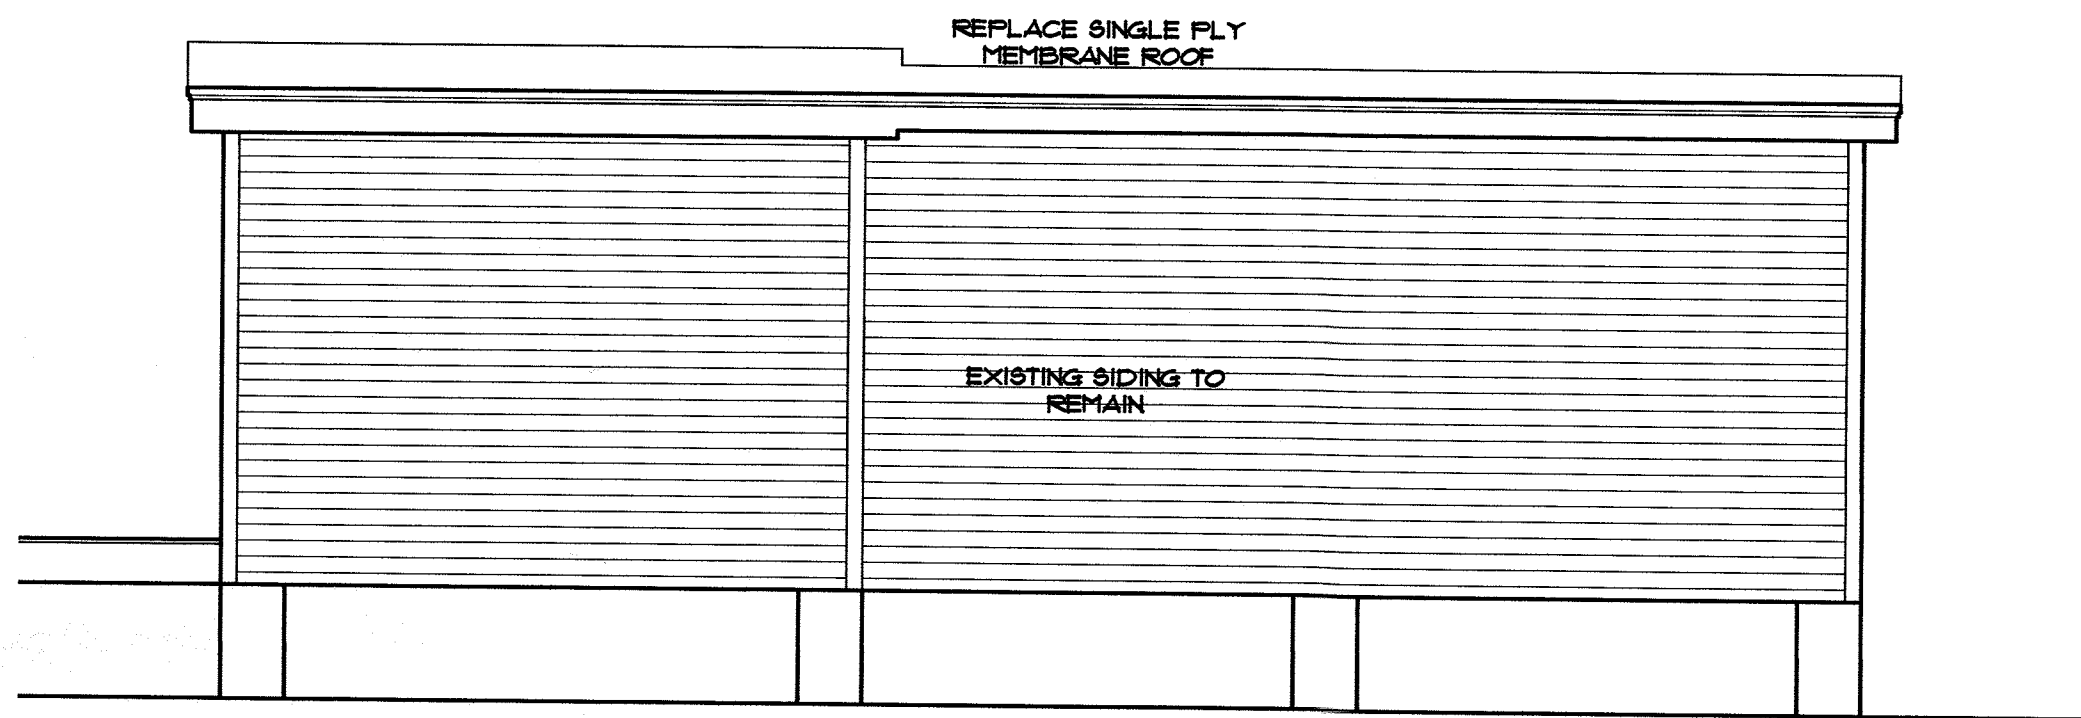 REPLACE SINGLE PLY
MEMBRANE ROOF
EXISTING SIDING TO
REMAIN